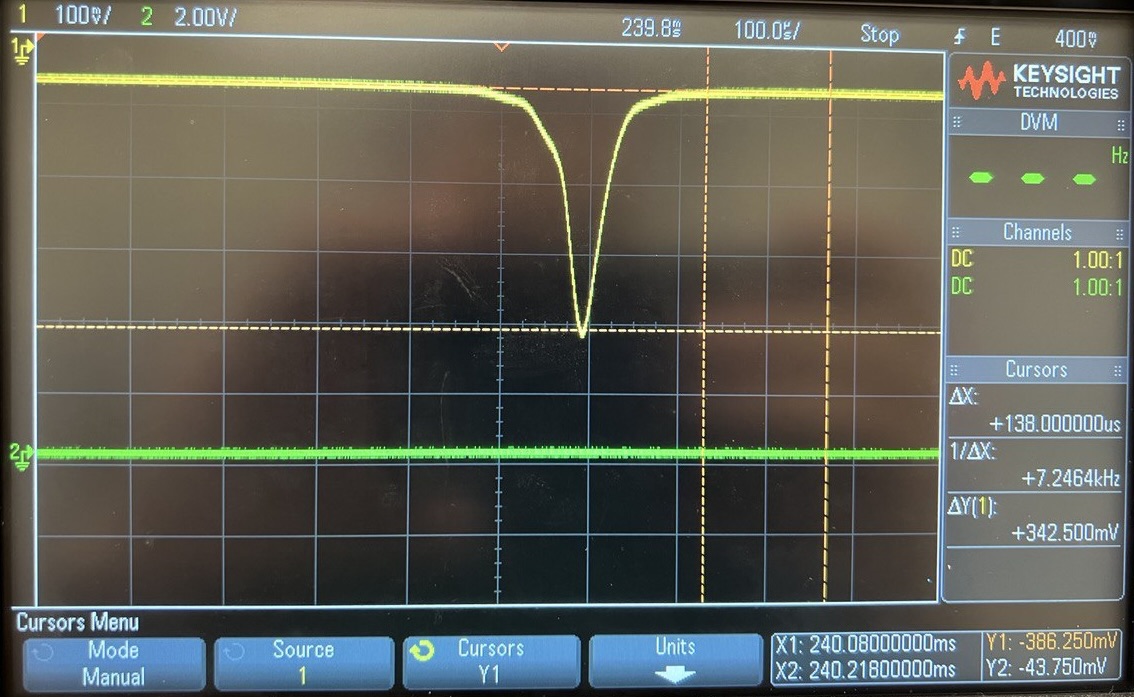 1 100mV/ 2 2.00V/ 239.8ms 100.0us/ Stop E 400mV
1
KEYSIGHT
TECHNOLOGIES
DVM
Hz
Channels
DC 1.00:1
DC 1.00:1
Cursors
ΔX:
+138.000000us
1/ΔX:
+7.2464kHz
ΔY(1):
+342.500mV
2
Cursors Menu
Mode
Manual
Source
1
Cursors
Y1
Units
X1: 240.08000000ms
X2: 240.21800000ms
Y1: -386.250mV
Y2: -43.750mV